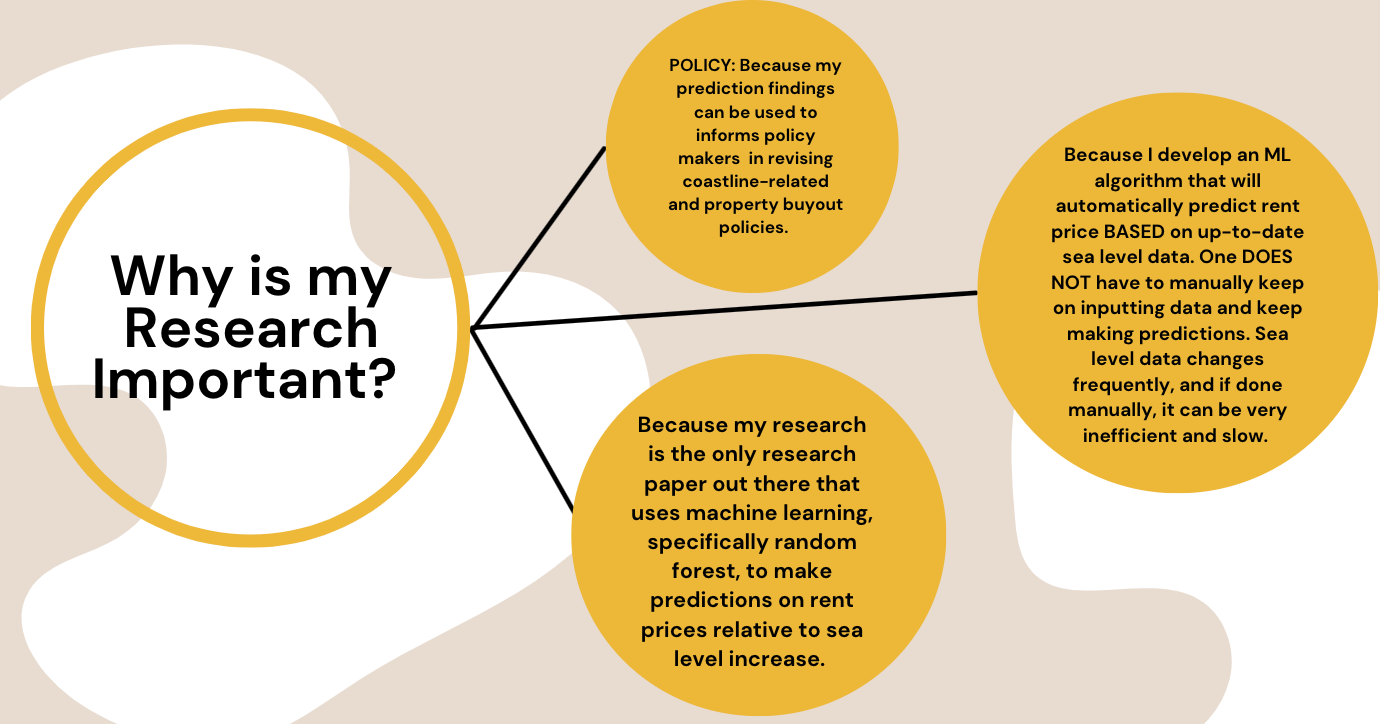 Why is my
Research
Important?
POLICY: Because my
prediction findings
can be used to
informs policy
makers  in revising
coastline-related
and property buyout
policies.
Because I develop an ML
algorithm that will
automatically predict rent
price BASED on up-to-date
sea level data. One DOES
NOT have to manually keep
on inputting data and keep
making predictions. Sea
level data changes
frequently, and if done
manually, it can be very
inefficient and slow.
Because my research
is the only research
paper out there that
uses machine learning,
specifically random
forest, to make
predictions on rent
prices relative to sea
level increase.